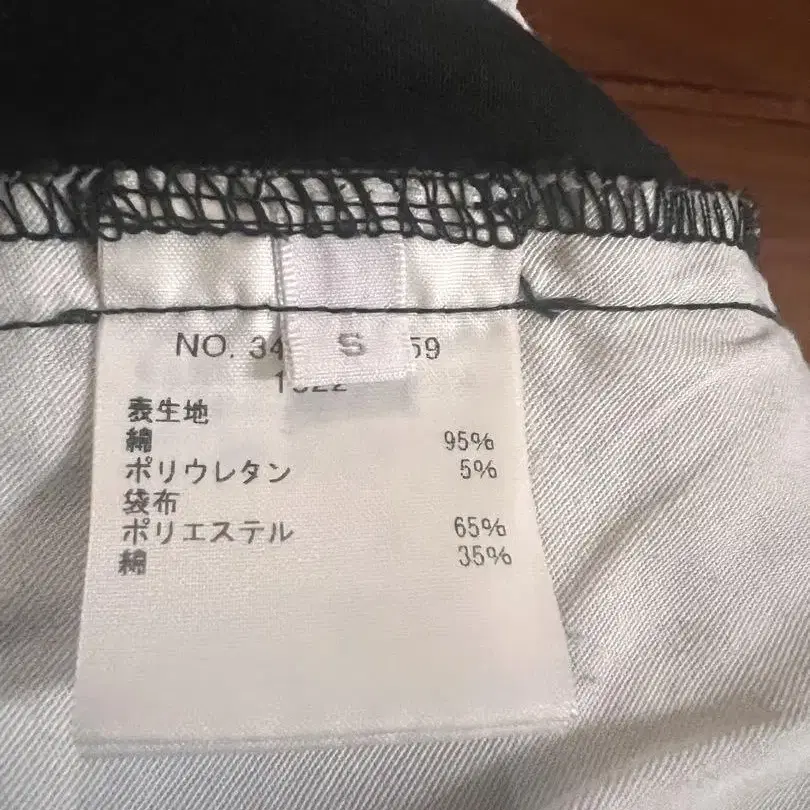 NO. 34 59
S
表生地
綿 95%
ポリウレタン 5%
袋布
ポリエステル 65%
綿 35%